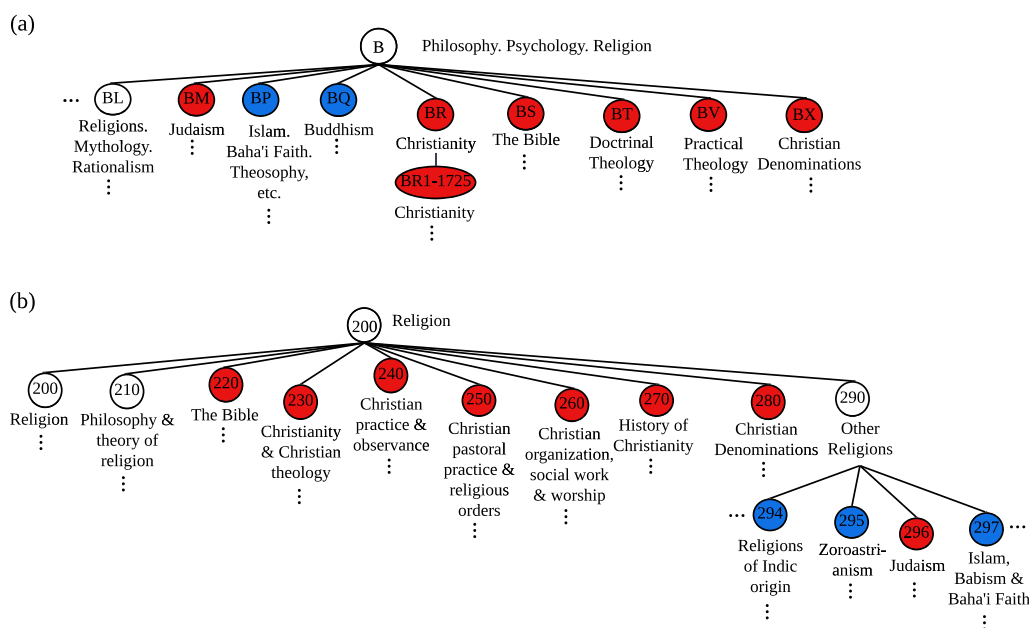 (a)
B Philosophy. Psychology. Religion
... BL BM BP BQ BR BS BT BV BX
Religions.
Mythology.
Rationalism
Judaism
Islam.
Baha'i Faith.
Theosophy,
etc.
Buddhism
Christianity
BR1-1725
Christianity
The Bible
Doctrinal
Theology
Practical
Theology
Christian
Denominations
(b)
200 Religion
200
Religion
210
Philosophy &
theory of
religion
220
The Bible
230
Christianity
& Christian
theology
240
Christian
practice &
observance
250
Christian
pastoral
practice &
religious
orders
260
Christian
organization,
social work
& worship
270
History of
Christianity
280
Christian
Denominations
290
Other
Religions
... 294
Religions
of Indic
origin
295
Zoroastri-
anism
296
Judaism
297 ...
Islam,
Babism &
Baha'i Faith